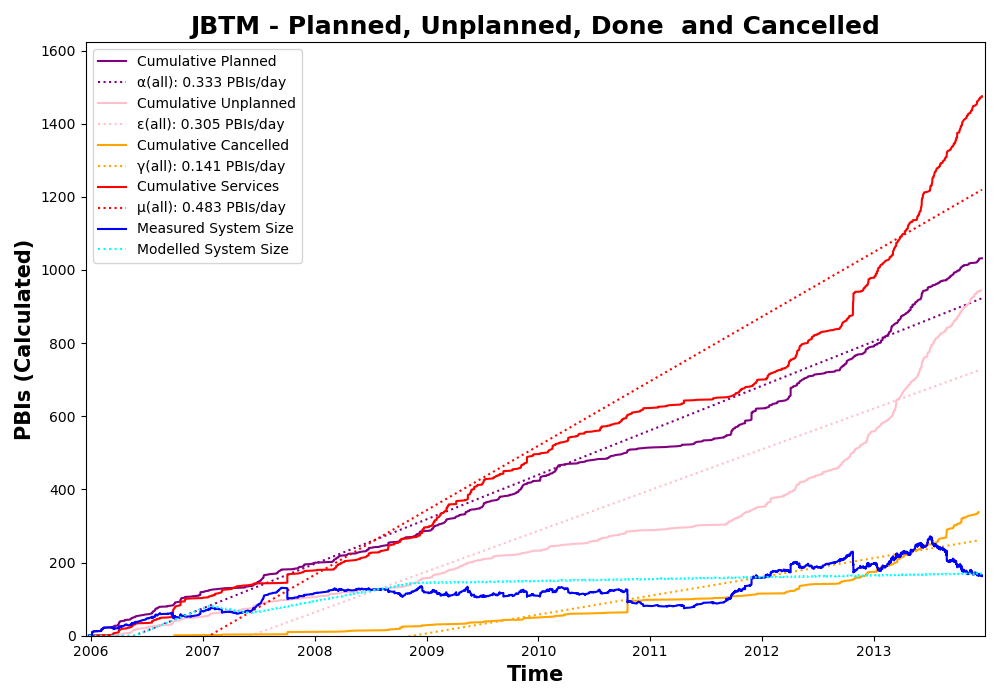 JBTM - Planned, Unplanned, Done  and Cancelled
PBIs (Calculated)
1600
1400
1200
1000
800
600
400
200
0
Cumulative Planned
α(all): 0.333 PBIs/day
Cumulative Unplanned
ε(all): 0.305 PBIs/day
Cumulative Cancelled
γ(all): 0.141 PBIs/day
Cumulative Services
μ(all): 0.483 PBIs/day
Measured System Size
Modelled System Size
2006 2007 2008 2009 2010 2011 2012 2013
Time